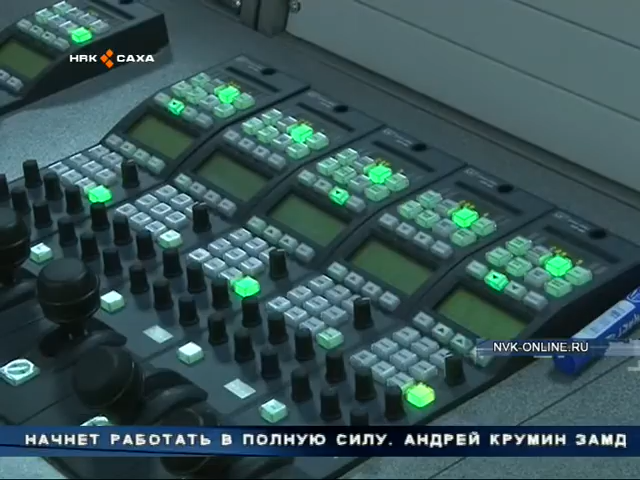 НВК САХА
NVK-ONLINE.RU
НАЧНЕТ РАБОТАТЬ В ПОЛНУЮ СИЛУ. АНДРЕЙ КРУМИН ЗАМД